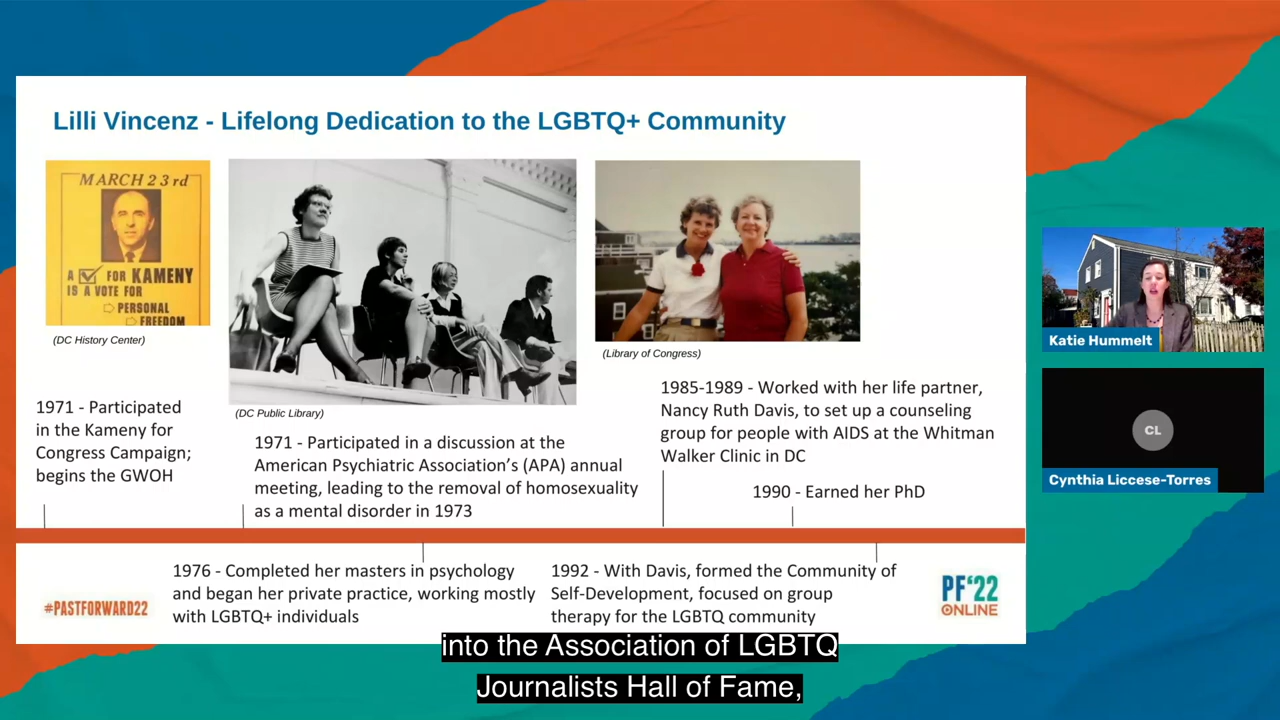 Lilli Vincenz - Lifelong Dedication to the LGBTQ+ Community
MARCH 23rd
A FOR KAMENY
IS A VOTE FOR
PERSONAL
FREEDOM
(DC History Center)
(DC Public Library)
(Library of Congress)
1971 - Participated
in the Kameny for
Congress Campaign;
begins the GWOH
1971 - Participated in a discussion at the
American Psychiatric Association's (APA) annual
meeting, leading to the removal of homosexuality
as a mental disorder in 1973
1985-1989 - Worked with her life partner,
Nancy Ruth Davis, to set up a counseling
group for people with AIDS at the Whitman
Walker Clinic in DC
1990 - Earned her PhD
1976 - Completed her masters in psychology
and began her private practice, working mostly
with LGBTQ+ individuals
1992 - With Davis, formed the Community of
Self-Development, focused on group
therapy for the LGBTQ community
#PASTFORWARD22
PF'22
ONLINE
Katie Hummelt
CL
Cynthia Liccese-Torres
into the Association of LGBTQ
Journalists Hall of Fame,